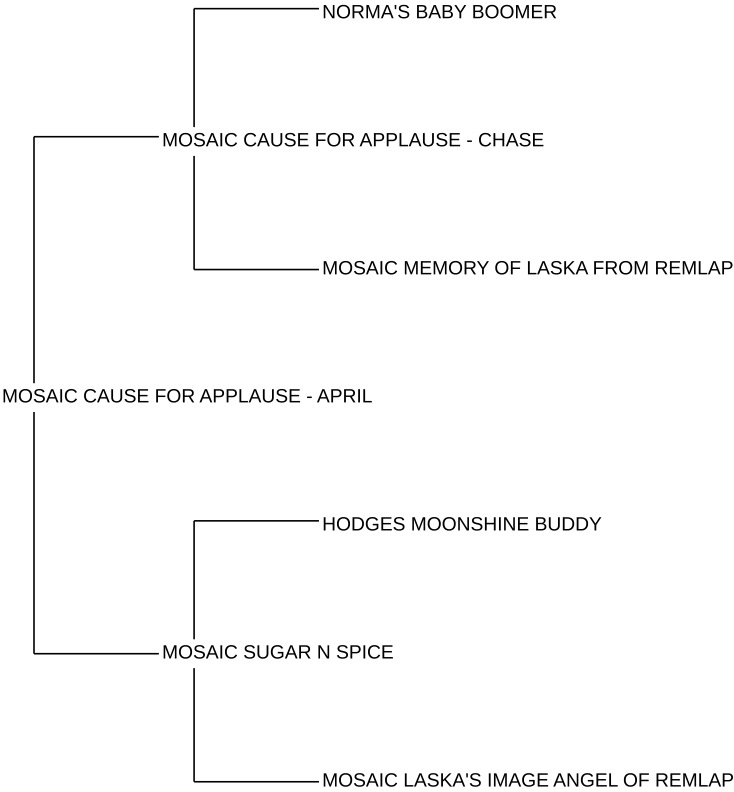 NORMA'S BABY BOOMER
MOSAIC CAUSE FOR APPLAUSE - CHASE
MOSAIC MEMORY OF LASKA FROM REMLAP
MOSAIC CAUSE FOR APPLAUSE - APRIL
HODGES MOONSHINE BUDDY
MOSAIC SUGAR N SPICE
MOSAIC LASKA'S IMAGE ANGEL OF REMLAP